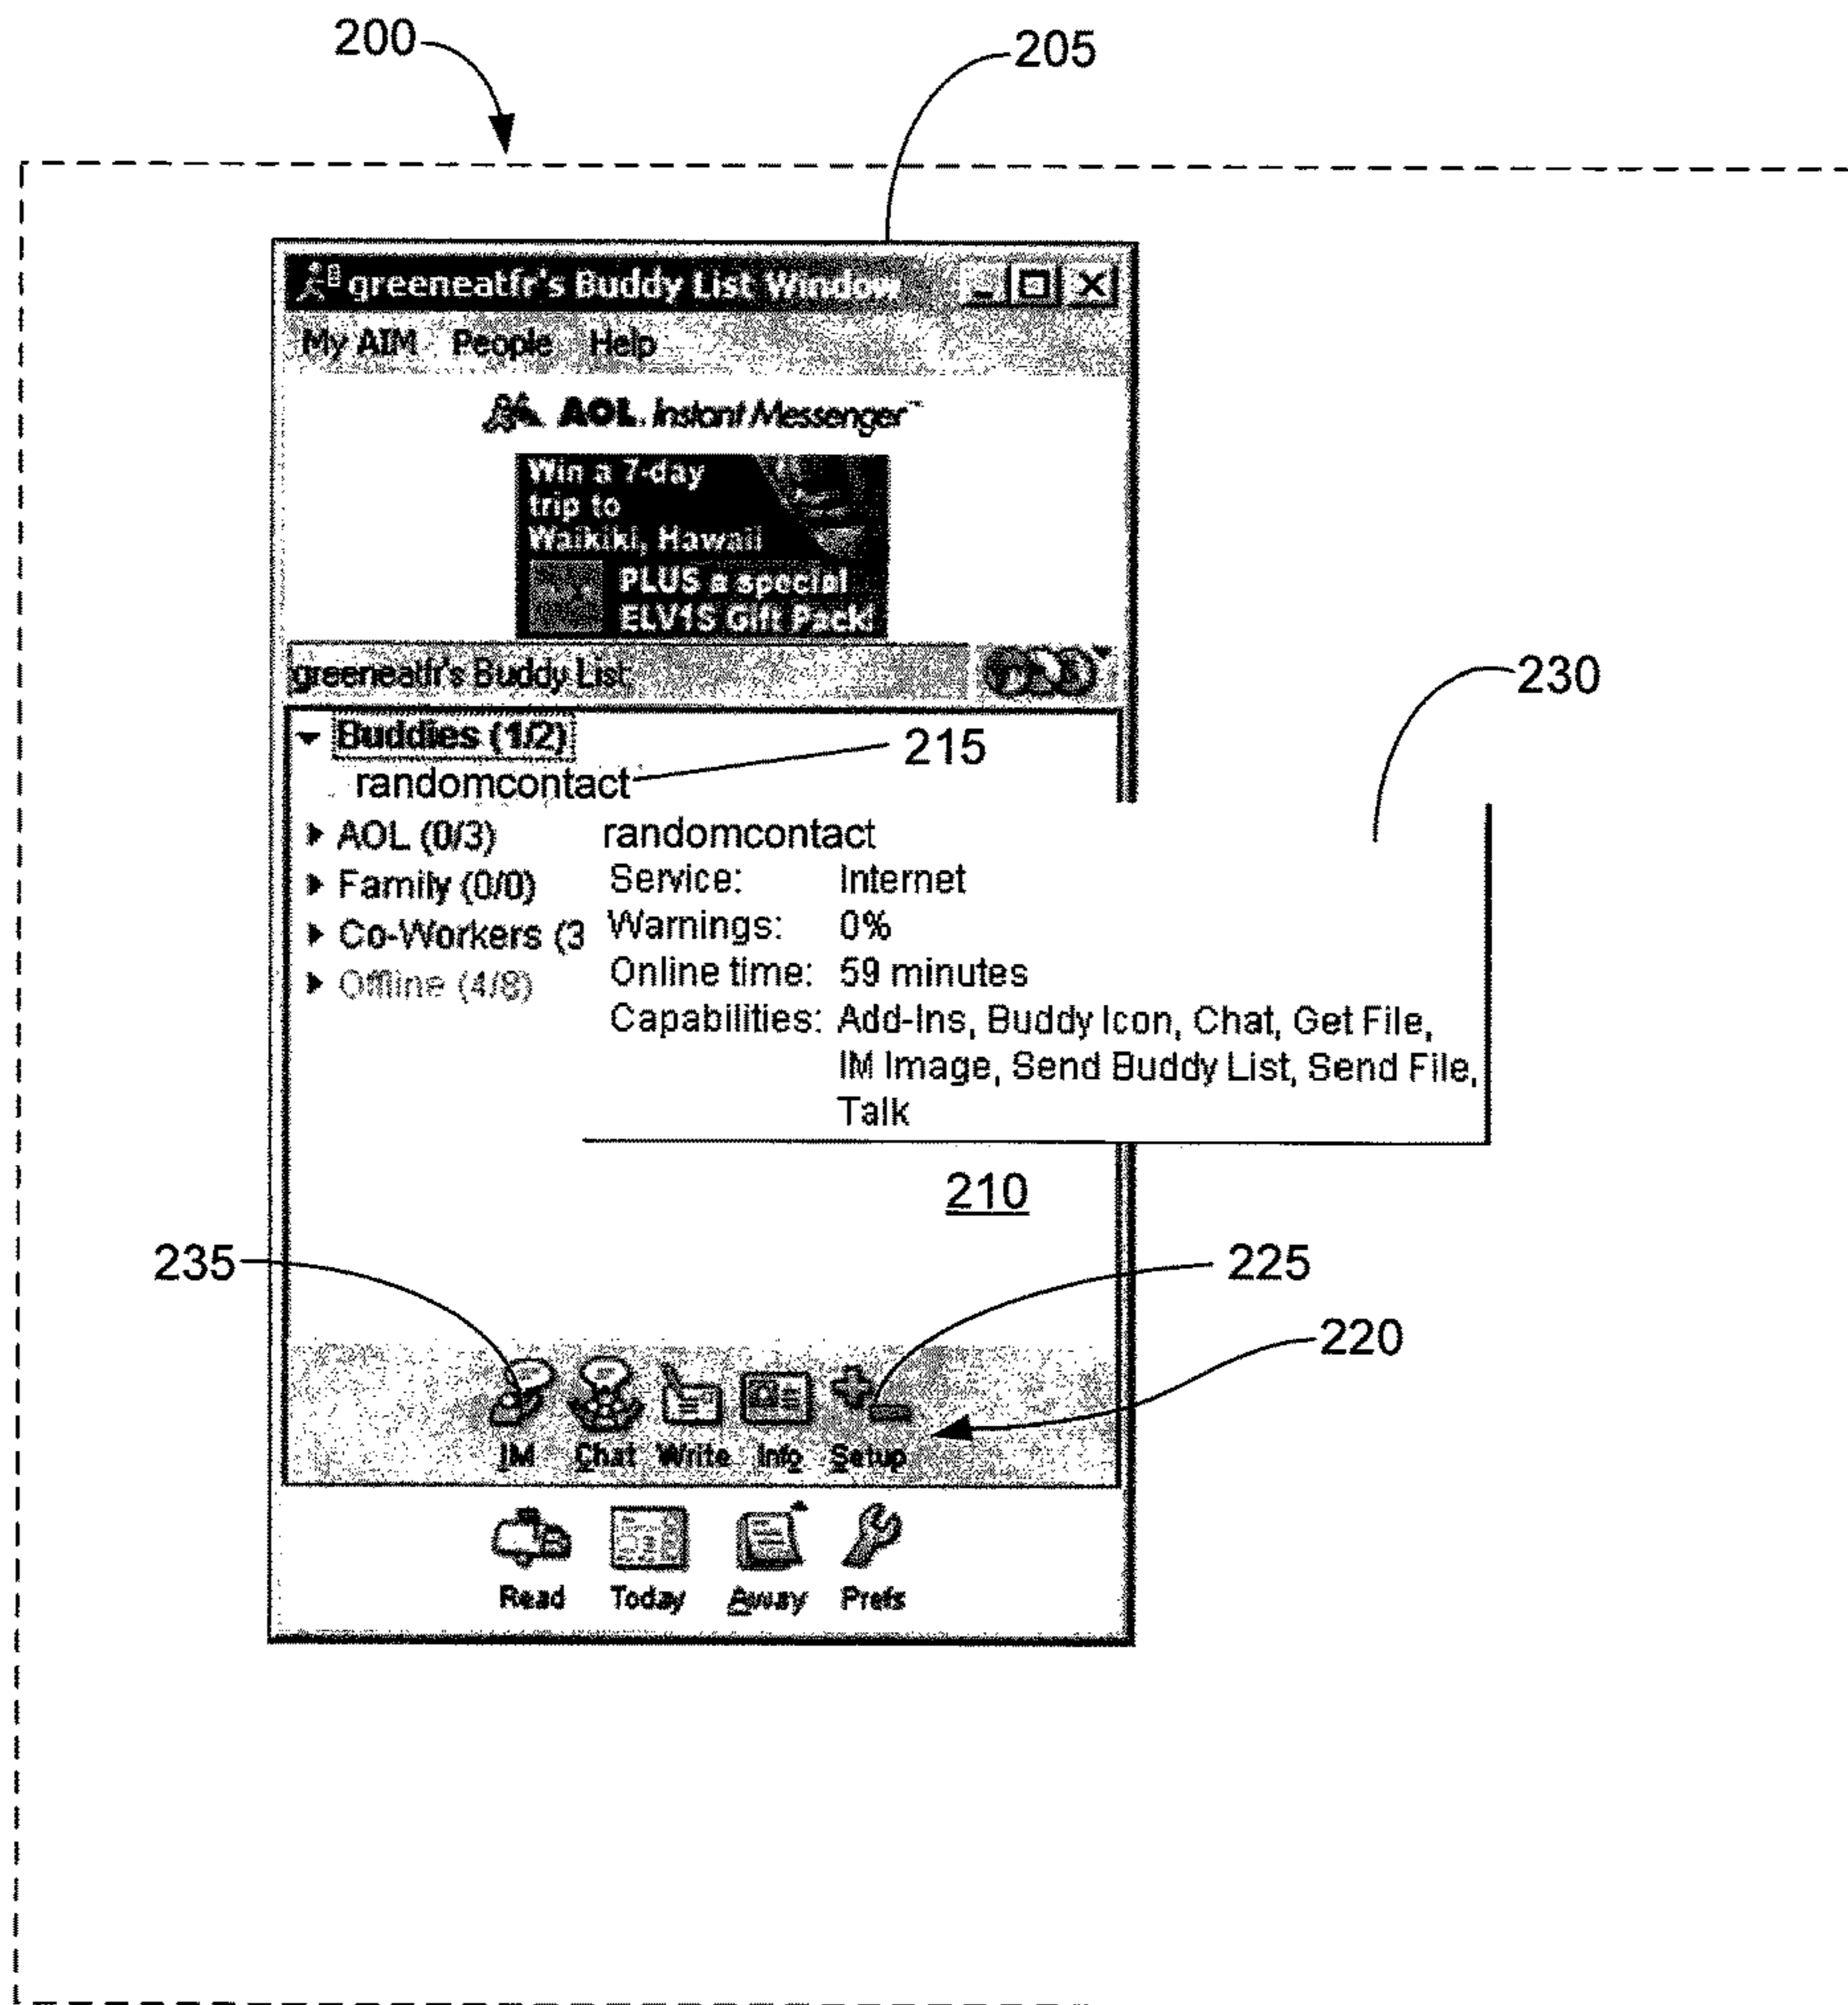 200
205
greeneatfr's Buddy List Window
My AIM People Help
AOL Instant Messenger™
Win a 7-day
trip to
Waikiki, Hawaii
PLUS a special
ELV1S Gift Pack!
greeneatfr's Buddy List
230
Buddies (1/2)
215
randomcontact
AOL (0/3)
randomcontact
Family (0/0)
Service: Internet
Co-Workers (3
Warnings: 0%
Offline (4/8)
Online time: 59 minutes
Capabilities: Add-Ins, Buddy Icon, Chat, Get File,
IM Image, Send Buddy List, Send File,
Talk
210
235
225
220
IM Chat Write Info Setup
Read Today Away Prefs